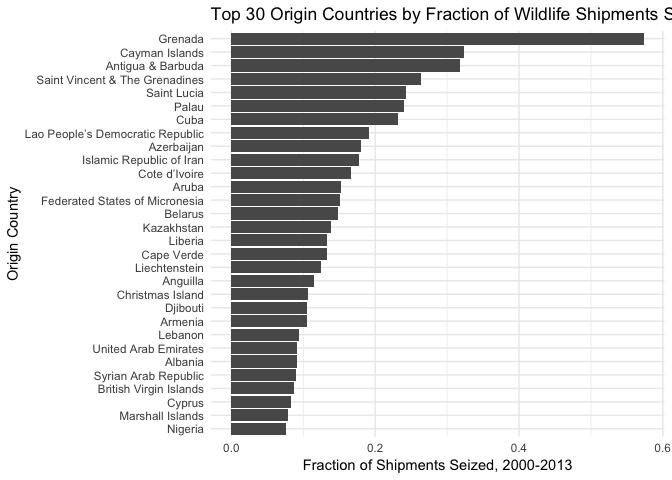 Top 30 Origin Countries by Fraction of Wildlife Shipments S
Grenada
Cayman Islands
Antigua & Barbuda
Saint Vincent & The Grenadines
Saint Lucia
Palau
Cuba
Lao People's Democratic Republic
Azerbaijan
Islamic Republic of Iran
Cote d'Ivoire
Aruba
Federated States of Micronesia
Belarus
Kazakhstan
Liberia
Cape Verde
Liechtenstein
Anguilla
Christmas Island
Djibouti
Armenia
Lebanon
United Arab Emirates
Albania
Syrian Arab Republic
British Virgin Islands
Cyprus
Marshall Islands
Nigeria
Origin Country
0.0 0.2 0.4 0.6
Fraction of Shipments Seized, 2000-2013